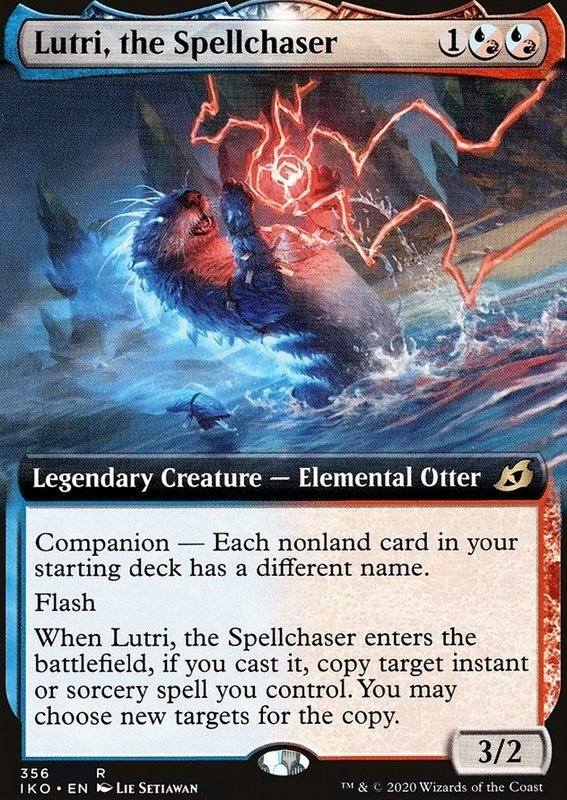 Lutri, the Spellchaser 1
Legendary Creature — Elemental Otter
Companion — Each nonland card in your
starting deck has a different name.
Flash
When Lutri, the Spellchaser enters the
battlefield, if you cast it, copy target instant
or sorcery spell you control. You may
choose new targets for the copy.
3/2
356 R
IKO • EN Lie Setiawan
™ & © 2020 Wizards of the Coast